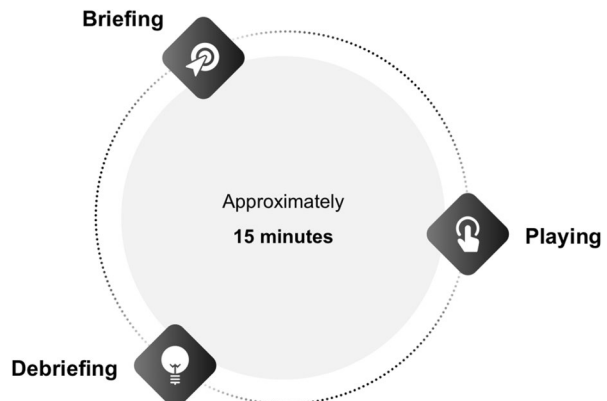 Briefing
Approximately
15 minutes
Playing
Debriefing